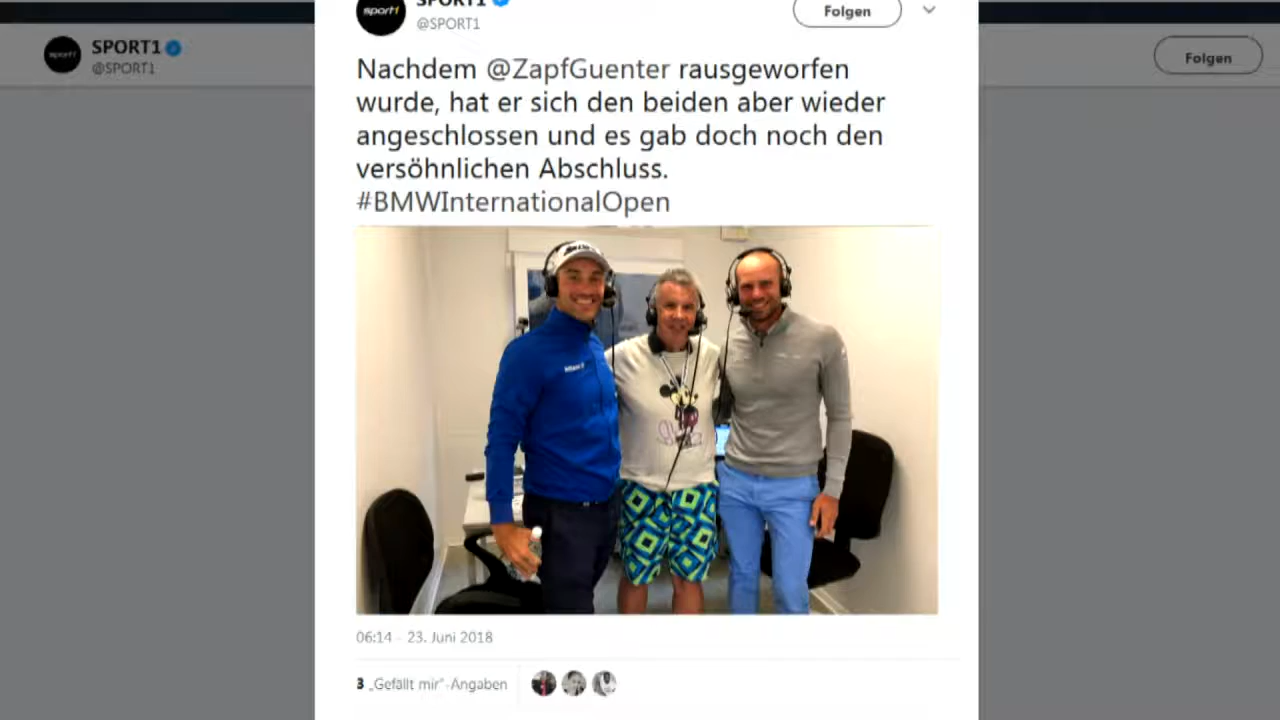 SPORT1
@SPORT1
Folgen
SPORT1
@SPORT1
Folgen
Nachdem @ZapfGuenter rausgeworfen
wurde, hat er sich den beiden aber wieder
angeschlossen und es gab doch noch den
versöhnlichen Abschluss.
#BMWInternationalOpen
06:14 - 23. Juni 2018
3 „Gefällt mir“-Angaben